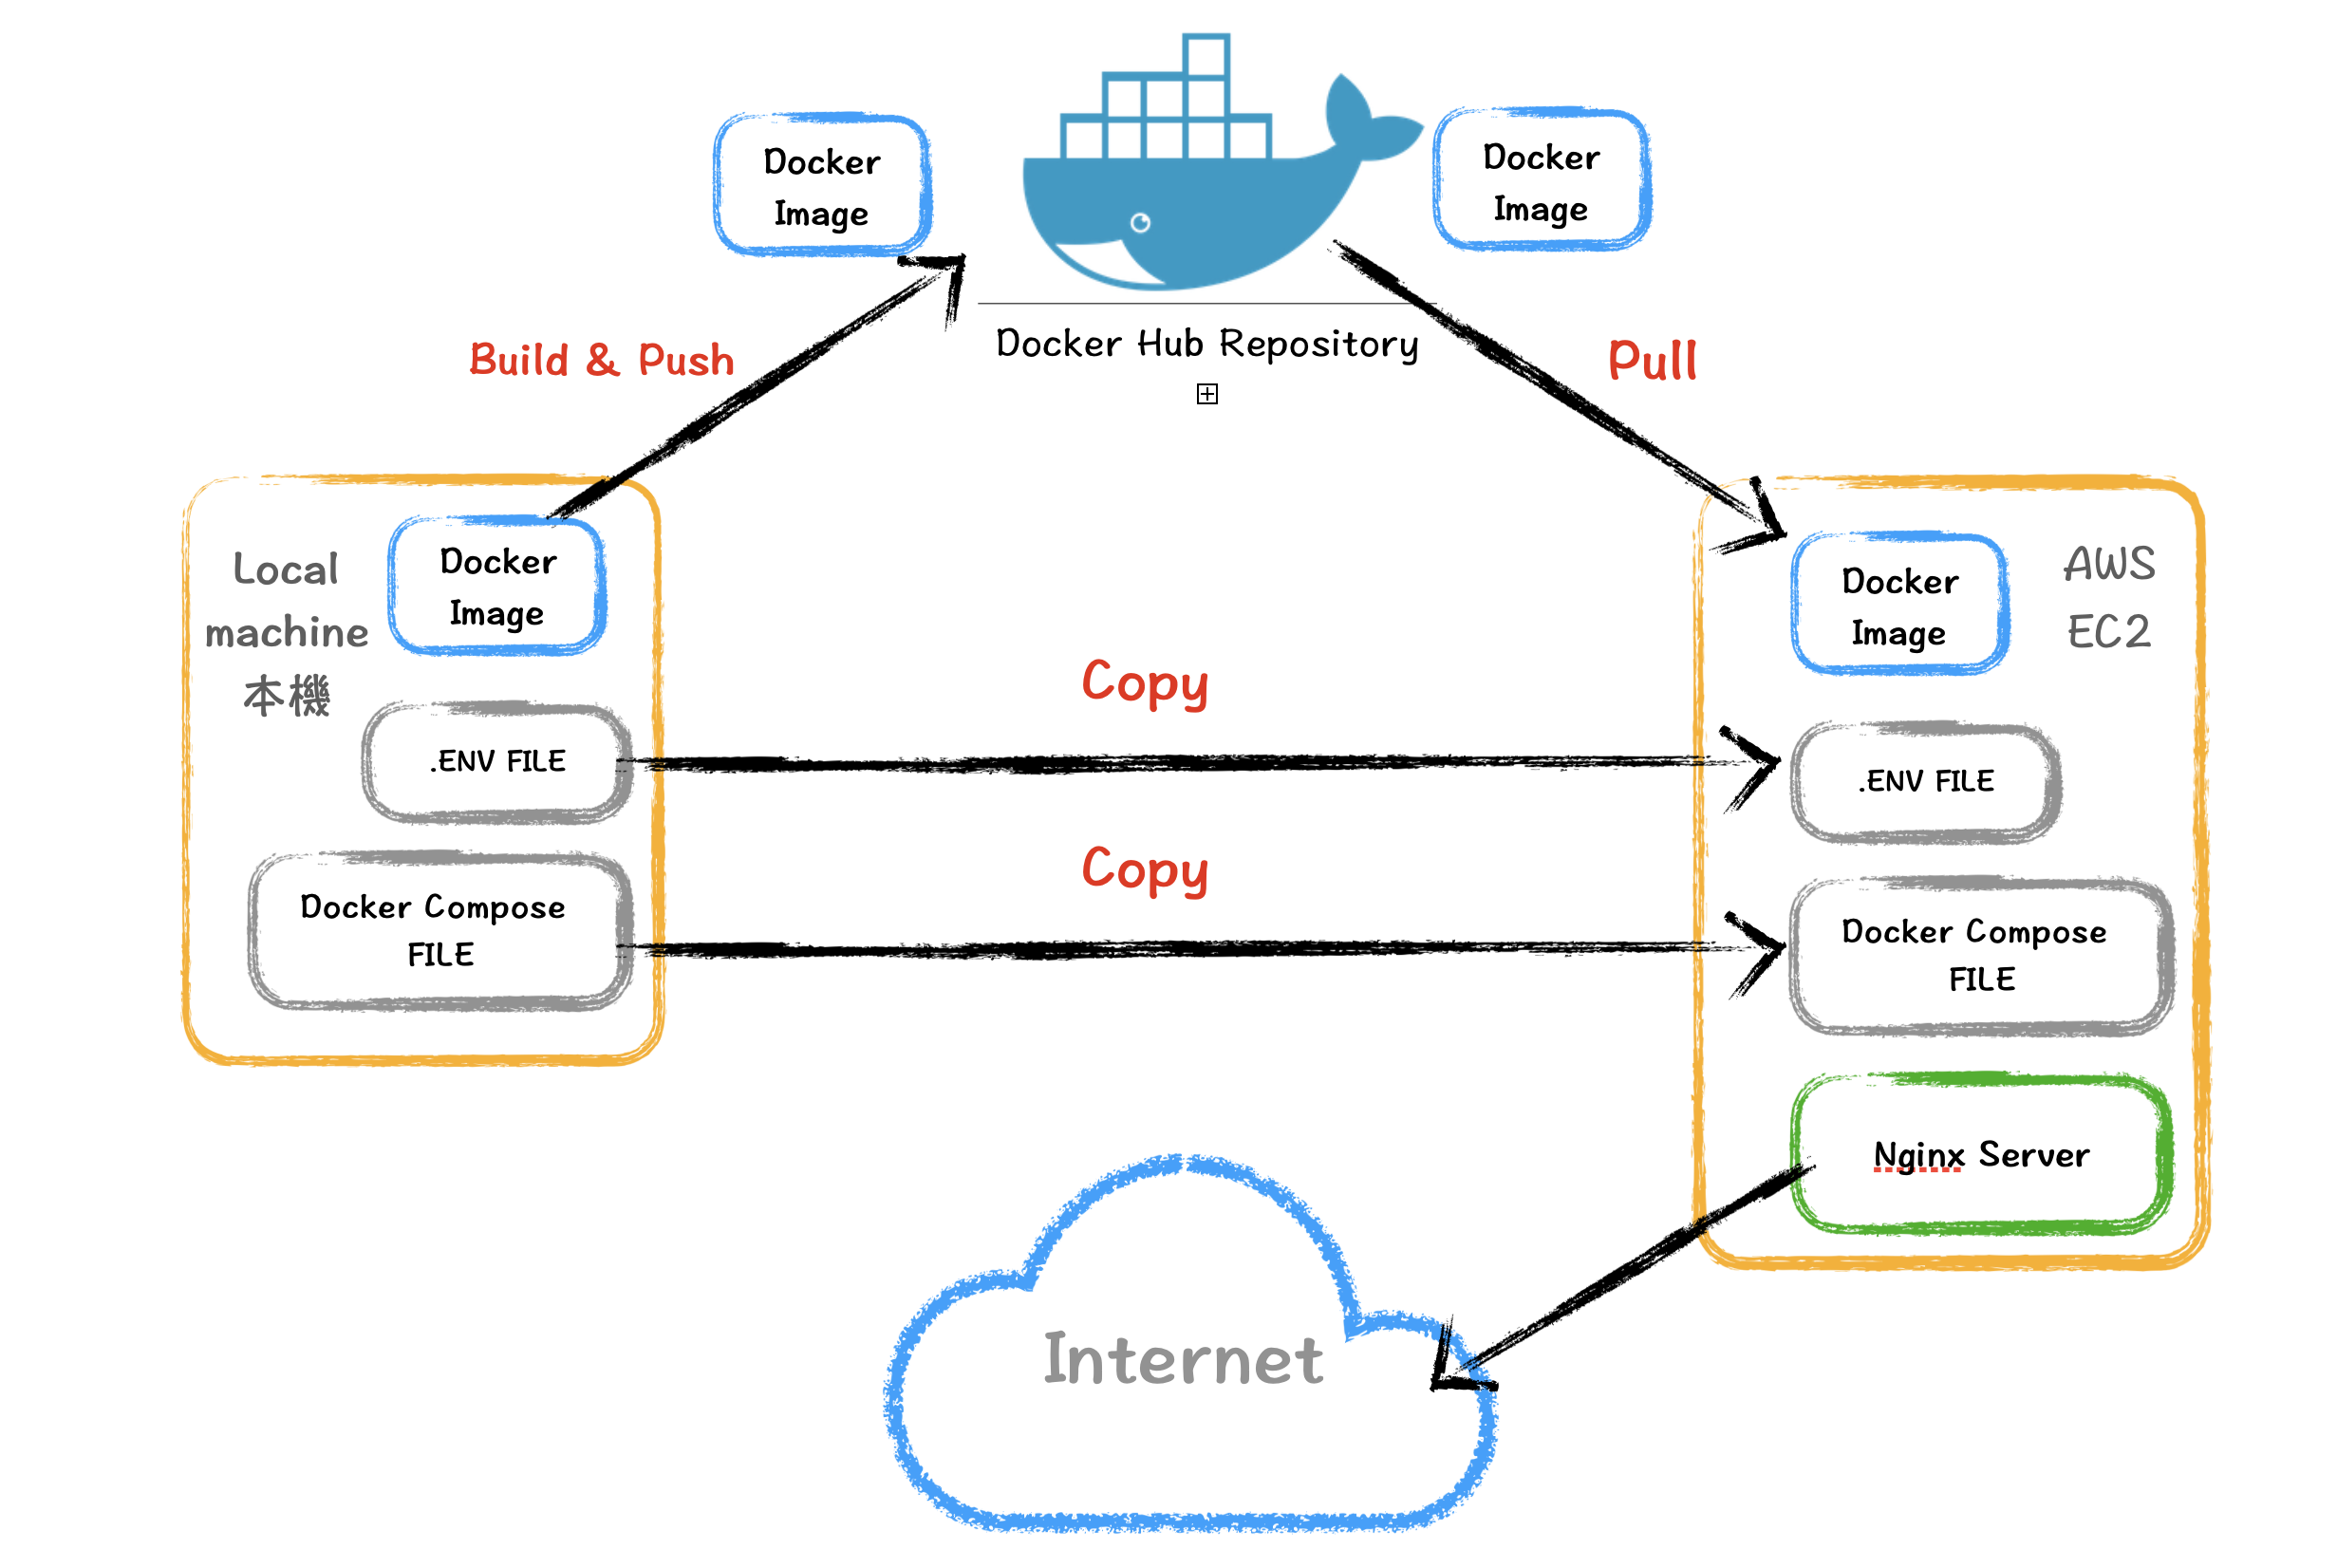 Docker
Image
Docker
Image
Docker Hub Repository
Build & Push
Pull
Local
machine
本機
Docker
Image
.ENV FILE
Docker Compose
FILE
Copy
Copy
Docker
Image
AWS
EC2
.ENV FILE
Docker Compose
FILE
Nginx Server
Internet